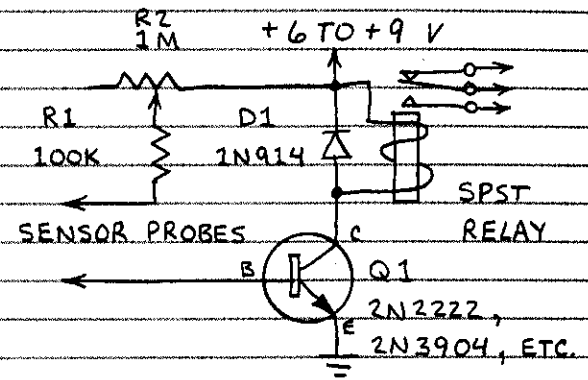 R2
1M
+6 TO +9 V
R1
100K
D1
1N914
SPST
RELAY
SENSOR PROBES
C
B
Q1
E
2N2222,
2N3904, ETC.